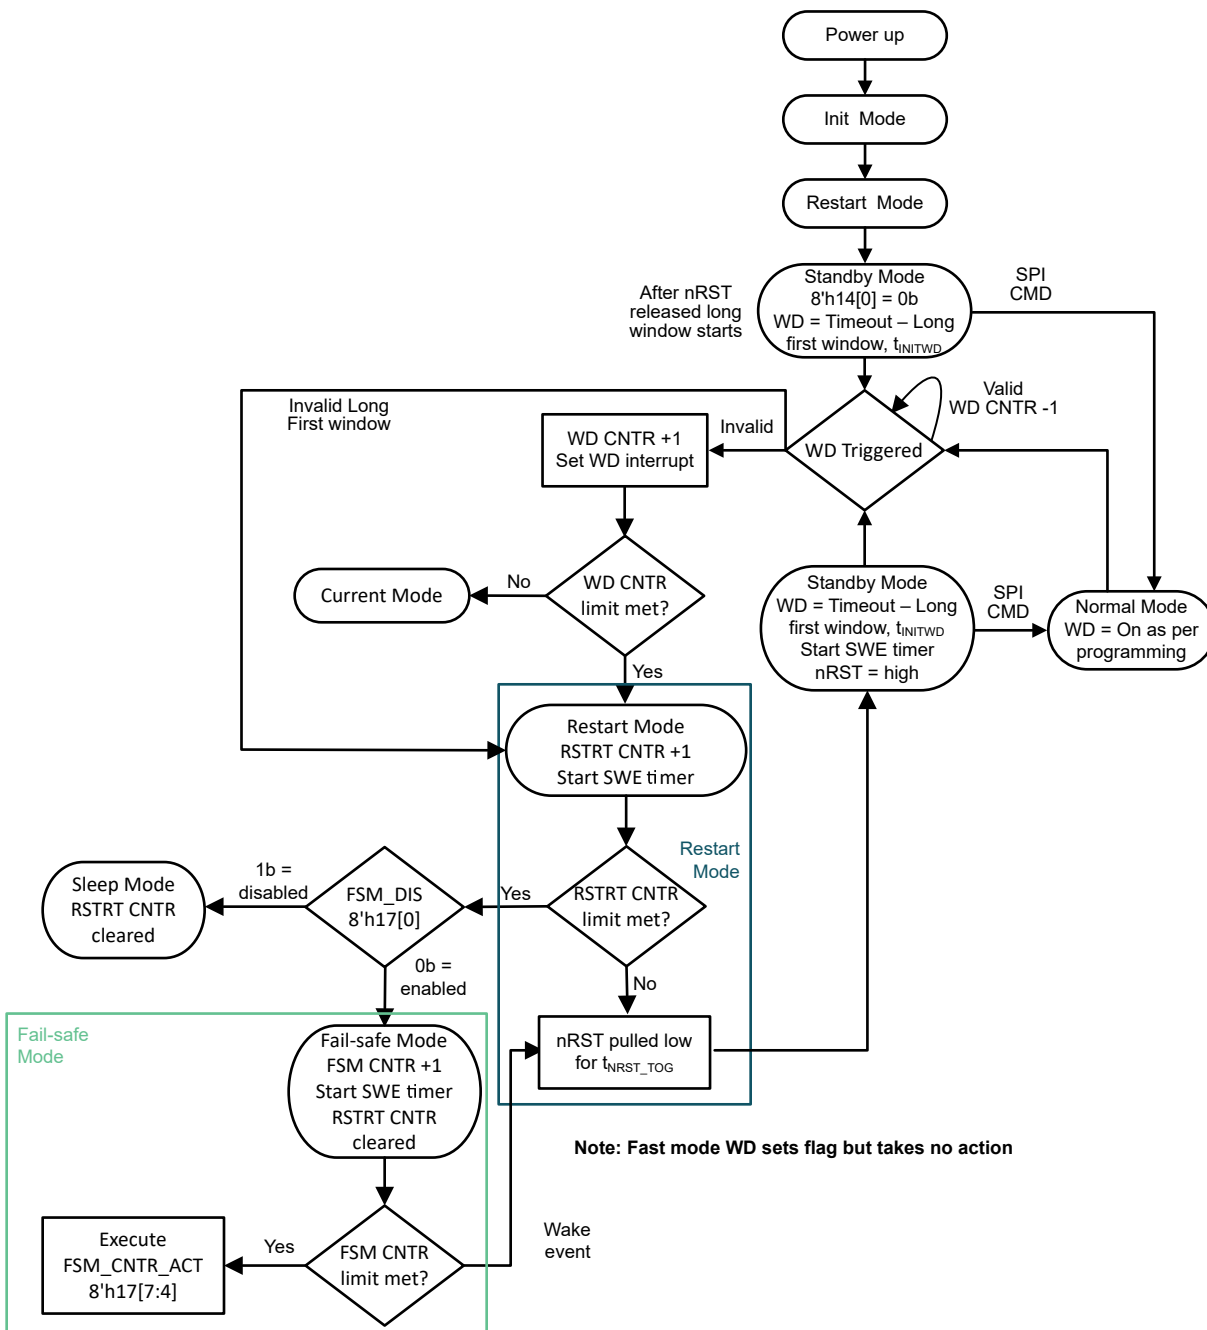 Power up
Init Mode
Restart Mode
Standby Mode
8'h14[0] = 0b
WD = Timeout – Long
first window, tINITWD
After nRST
released long
window starts
SPI
CMD
Invalid Long
First window
Valid
WD CNTR -1
WD CNTR +1
Set WD interrupt
Invalid
WD Triggered
WD CNTR
limit met?
No
Current Mode
Yes
Standby Mode
WD = Timeout – Long
first window, tINITWD
Start SWE timer
nRST = high
SPI
CMD
Normal Mode
WD = On as per
programming
Restart Mode
RSTRT CNTR +1
Start SWE timer
Restart
Mode
RSTRT CNTR
limit met?
Yes
No
FSM_DIS
8'h17[0]
1b =
disabled
Sleep Mode
RSTRT CNTR
cleared
0b =
enabled
Fail-safe
Mode
Fail-safe Mode
FSM CNTR +1
Start SWE timer
RSTRT CNTR
cleared
nRST pulled low
for tNRST_TOG
Note: Fast mode WD sets flag but takes no action
FSM CNTR
limit met?
Yes
Execute
FSM_CNTR_ACT
8'h17[7:4]
Wake
event